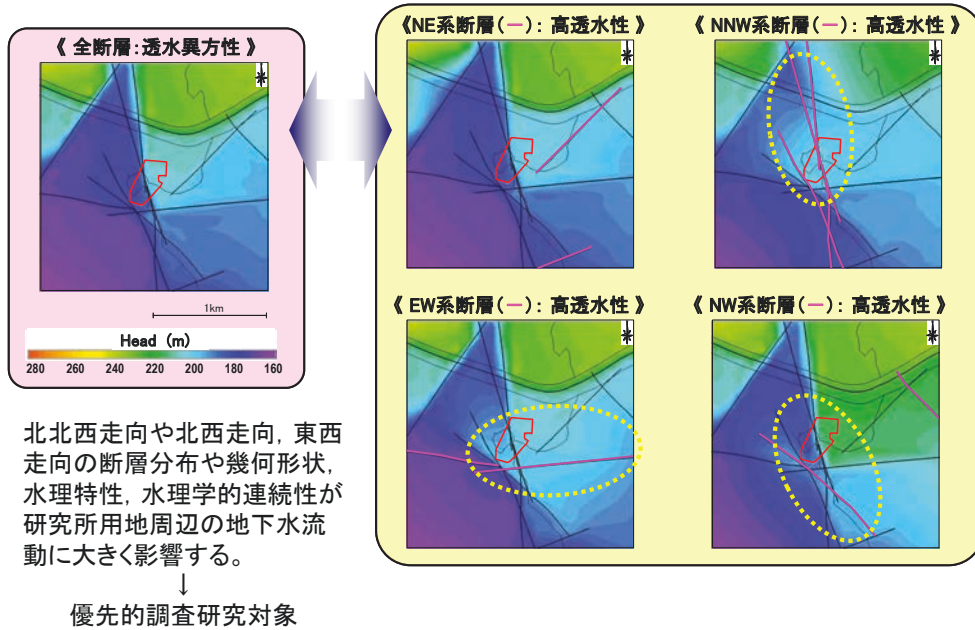 《 全断層：透水異方性 》
1km
Head (m)
280 260 240 220 200 180 160
《NE系断層(ー)： 高透水性 》
《 NNW系断層(ー)： 高透水性 》
《 EW系断層(ー)： 高透水性 》
《 NW系断層(ー)： 高透水性 》
北北西走向や北西走向，東西
走向の断層分布や幾何形状，
水理特性，水理学的連続性が
研究所用地周辺の地下水流
動に大きく影響する。
↓
優先的調査研究対象